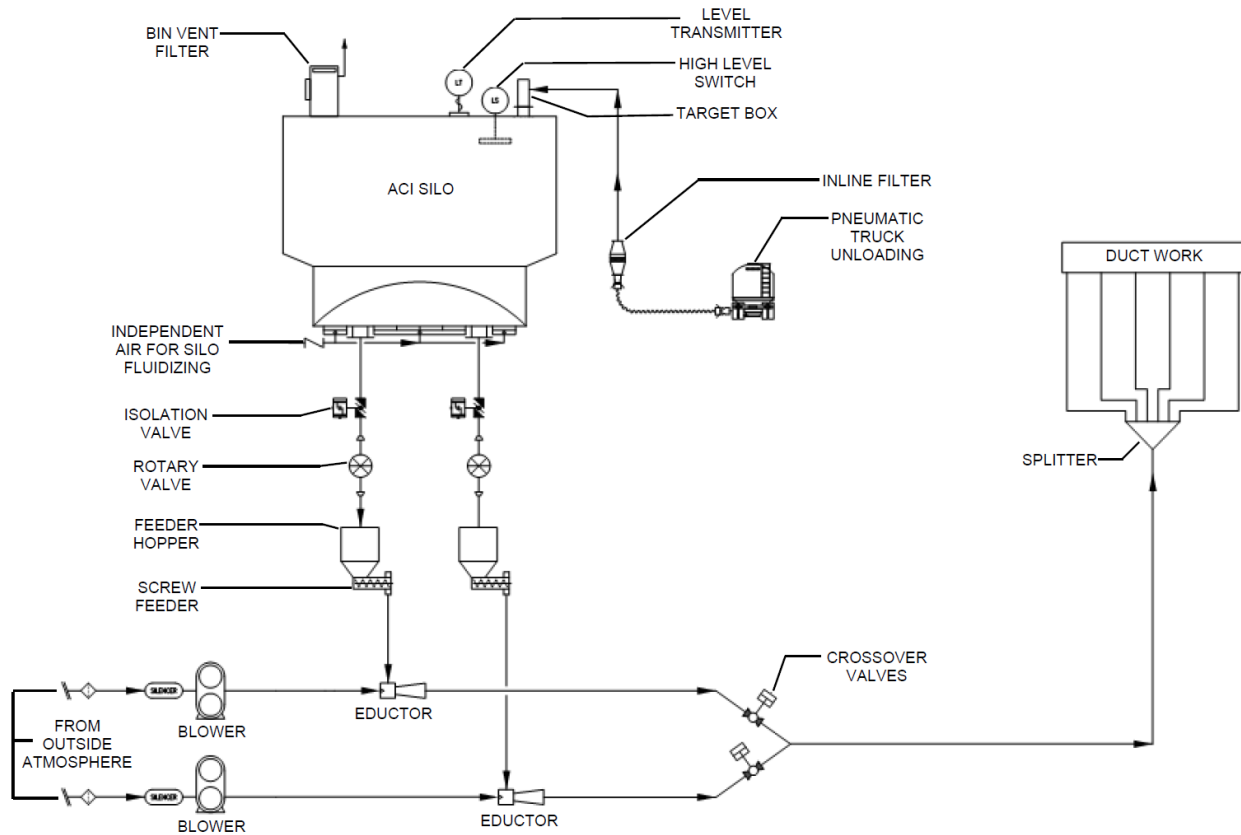 BIN VENT
FILTER
LEVEL
TRANSMITTER
HIGH LEVEL
SWITCH
TARGET BOX
LT
LS
ACI SILO
INLINE FILTER
PNEUMATIC
TRUCK
UNLOADING
DUCT WORK
INDEPENDENT
AIR FOR SILO
FLUIDIZING
ISOLATION
VALVE
ROTARY
VALVE
SPLITTER
FEEDER
HOPPER
SCREW
FEEDER
CROSSOVER
VALVES
SILENCER
BLOWER
EDUCTOR
FROM
OUTSIDE
ATMOSPHERE
SILENCER
BLOWER
EDUCTOR